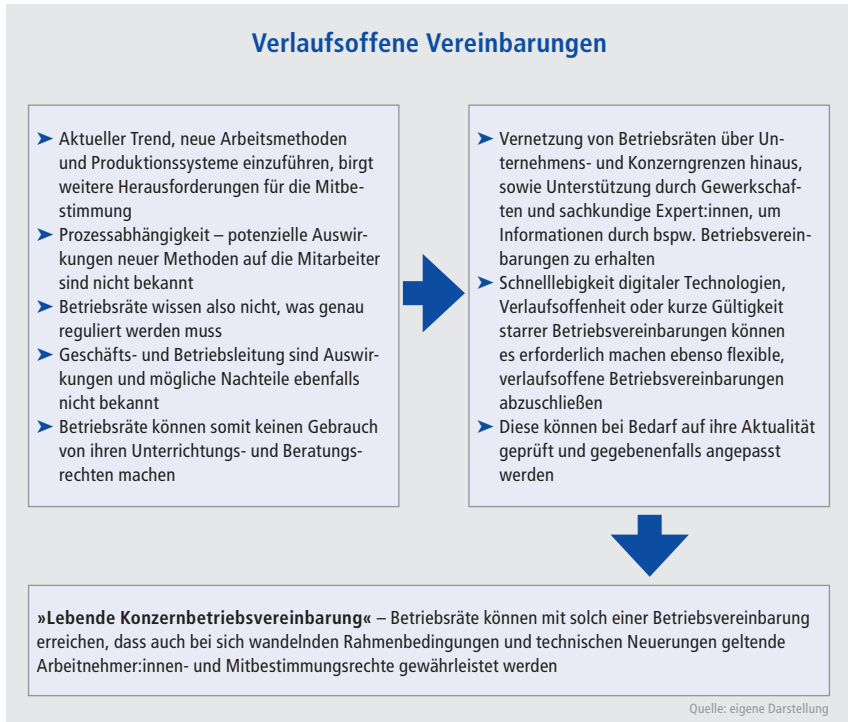 Verlaufsoffene Vereinbarungen
➤ Aktueller Trend, neue Arbeitsmethoden
und Produktionssysteme einzuführen, birgt
weitere Herausforderungen für die Mitbe-
stimmung
➤ Prozessabhängigkeit – potenzielle Auswir-
kungen neuer Methoden auf die Mitarbeiter
sind nicht bekannt
➤ Betriebsräte wissen also nicht, was genau
reguliert werden muss
➤ Geschäfts- und Betriebsleitung sind Auswir-
kungen und mögliche Nachteile ebenfalls
nicht bekannt
➤ Betriebsräte können somit keinen Gebrauch
von ihren Unterrichtungs- und Beratungs-
rechten machen
➤ Vernetzung von Betriebsräten über Un-
ternehmens- und Konzerngrenzen hinaus,
sowie Unterstützung durch Gewerkschaf-
ten und sachkundige Expert:innen, um
Informationen durch bspw. Betriebsverein-
barungen zu erhalten
➤ Schnelllebigkeit digitaler Technologien,
Verlaufsoffenheit oder kurze Gültigkeit
starrer Betriebsvereinbarungen können
es erforderlich machen ebenso flexible,
verlaufsoffene Betriebsvereinbarungen
abzuschließen
➤ Diese können bei Bedarf auf ihre Aktualität
geprüft und gegebenenfalls angepasst
werden
»Lebende Konzernbetriebsvereinbarung« – Betriebsräte können mit solch einer Betriebsvereinbarung
erreichen, dass auch bei sich wandelnden Rahmenbedingungen und technischen Neuerungen geltende
Arbeitnehmer:innen- und Mitbestimmungsrechte gewährleistet werden
Quelle: eigene Darstellung